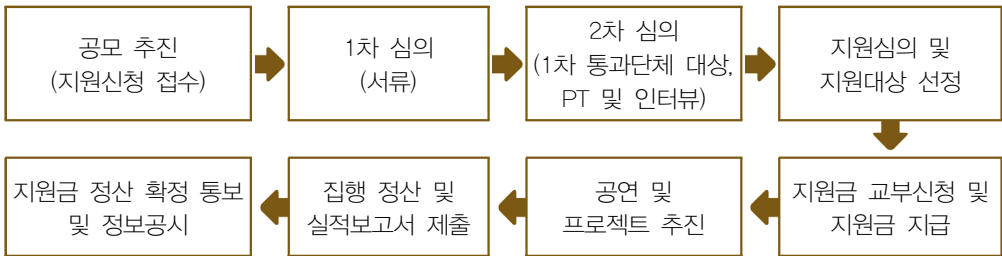 공모 추진
(지원신청 접수)
1차 심의
(서류)
2차 심의
(1차 통과단체 대상,
PT 및 인터뷰)
지원심의 및
지원대상 선정
지원금 교부신청 및
지원금 지급
공연 및
프로젝트 추진
집행 정산 및
실적보고서 제출
지원금 정산 확정 통보
및 정보공시